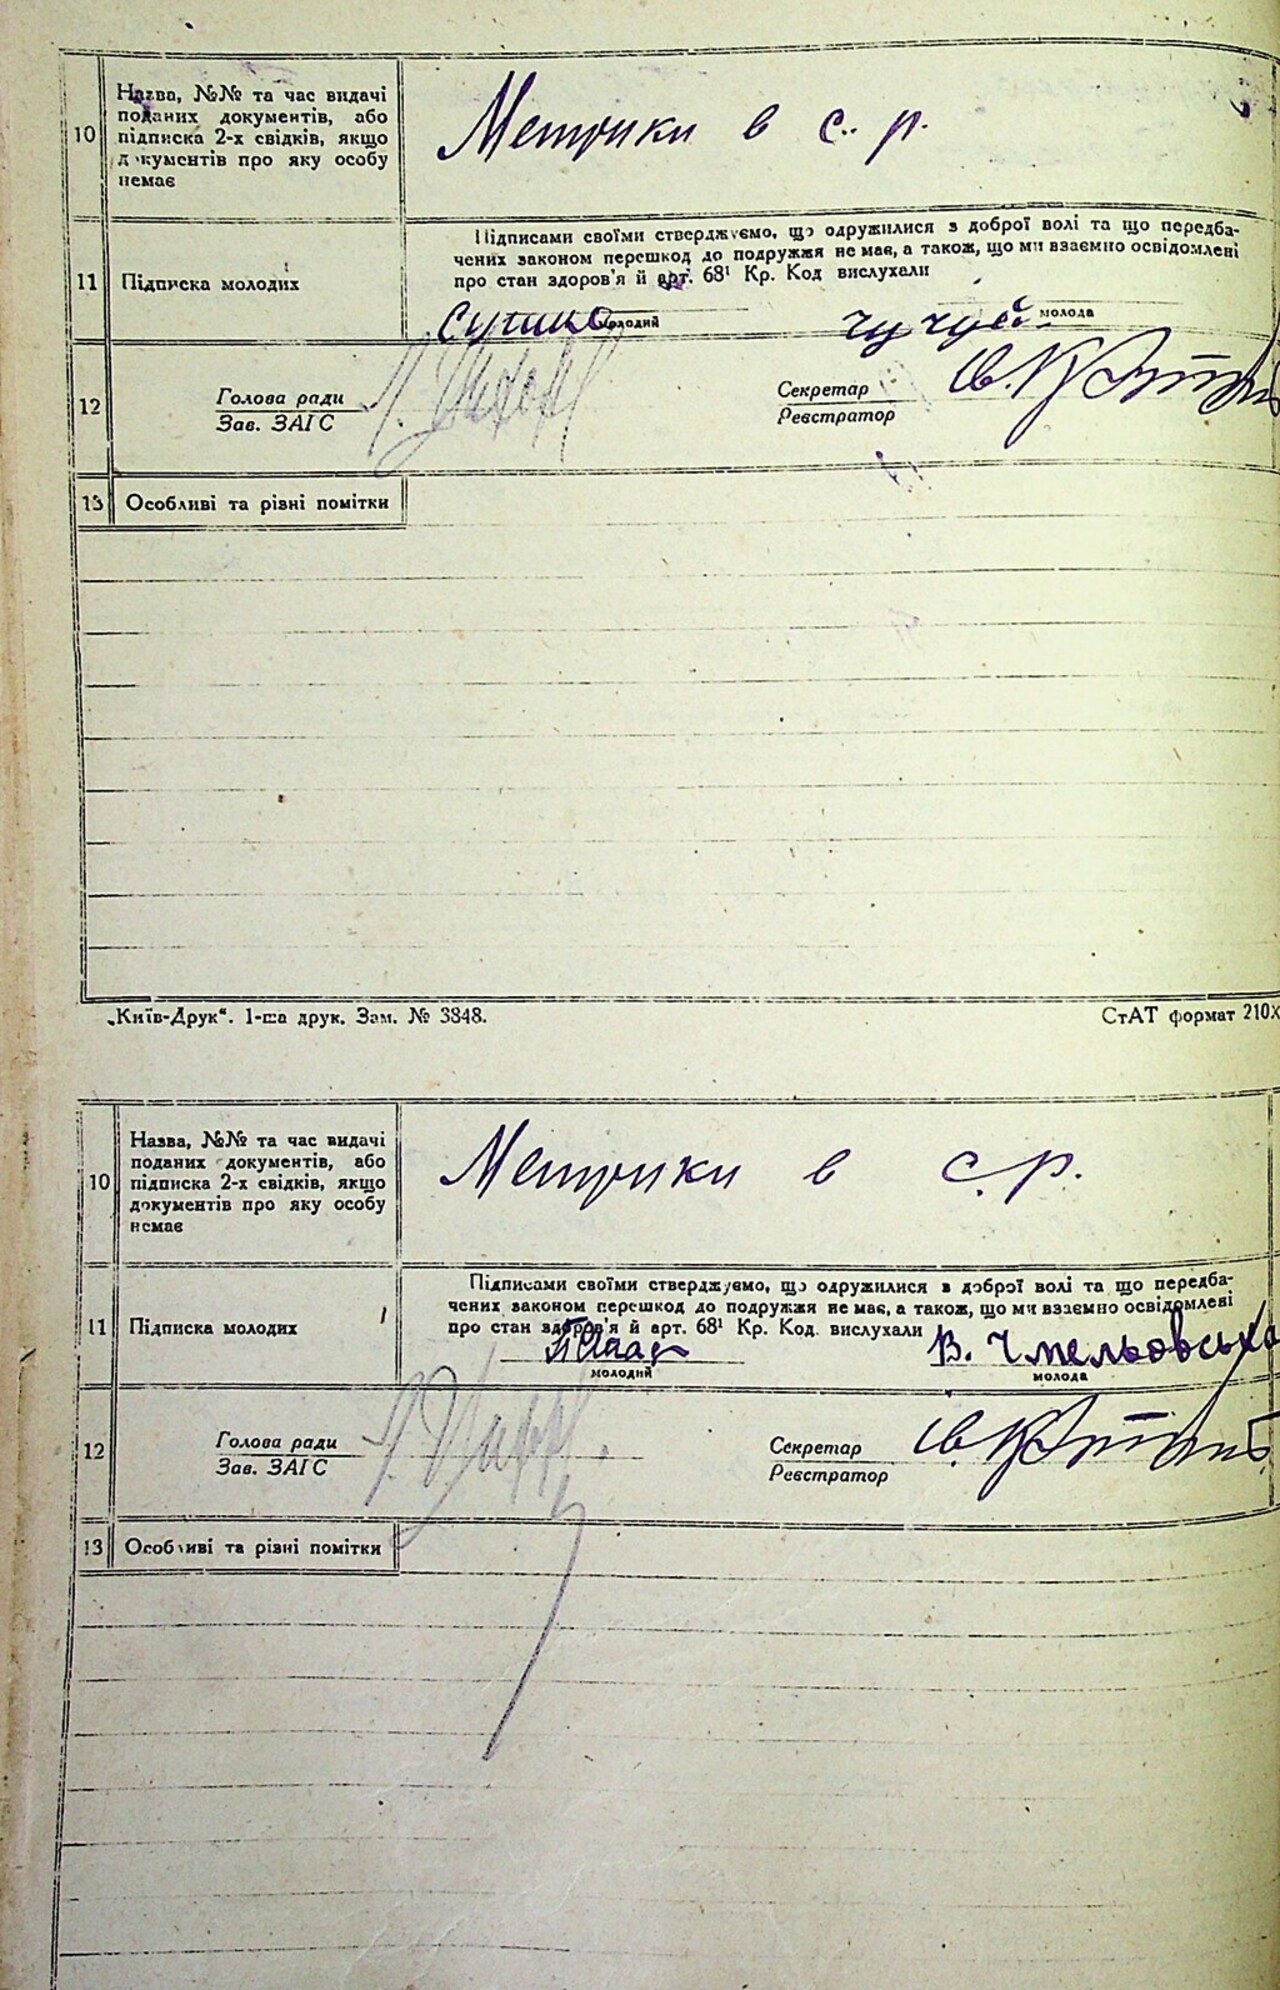 10
Назва, №№ та час видачі
поданих документів, або
підписка 2-х свідків, якщо
документів про яку особу
немає
Метрики в с. р.
11
Підписка молодих
Підписами своїми стверджуємо, що одружилися з доброї волі та що передба-
чених законом перешкод до подружжя не має, а також, що ми взаємно освідомлені
про стан здоров'я й арт. 68¹ Кр. Код вислухали
молодий
молода
12
Голова ради
Зав. ЗАГС
Секретар
Реєстратор
13
Особливі та рівні помітки
„Київ-Друк“. 1-ша друк. Зам. № 3848.
СтАТ формат 210х
10
Назва, №№ та час видачі
поданих документів, або
підписка 2-х свідків, якщо
документів про яку особу
немає
Метрики в с. р.
11
Підписка молодих
Підписами своїми стверджуємо, що одружилися в доброї волі та що передба-
чених законом перешкод до подружжя не має, а також, що ми взаємно освідомлені
про стан здоров'я й арт. 68¹ Кр. Код. вислухали
В. Чмельовська
молодий
молода
12
Голова ради
Зав. ЗАГС
Секретар
Реєстратор
13
Особливі та рівні помітки